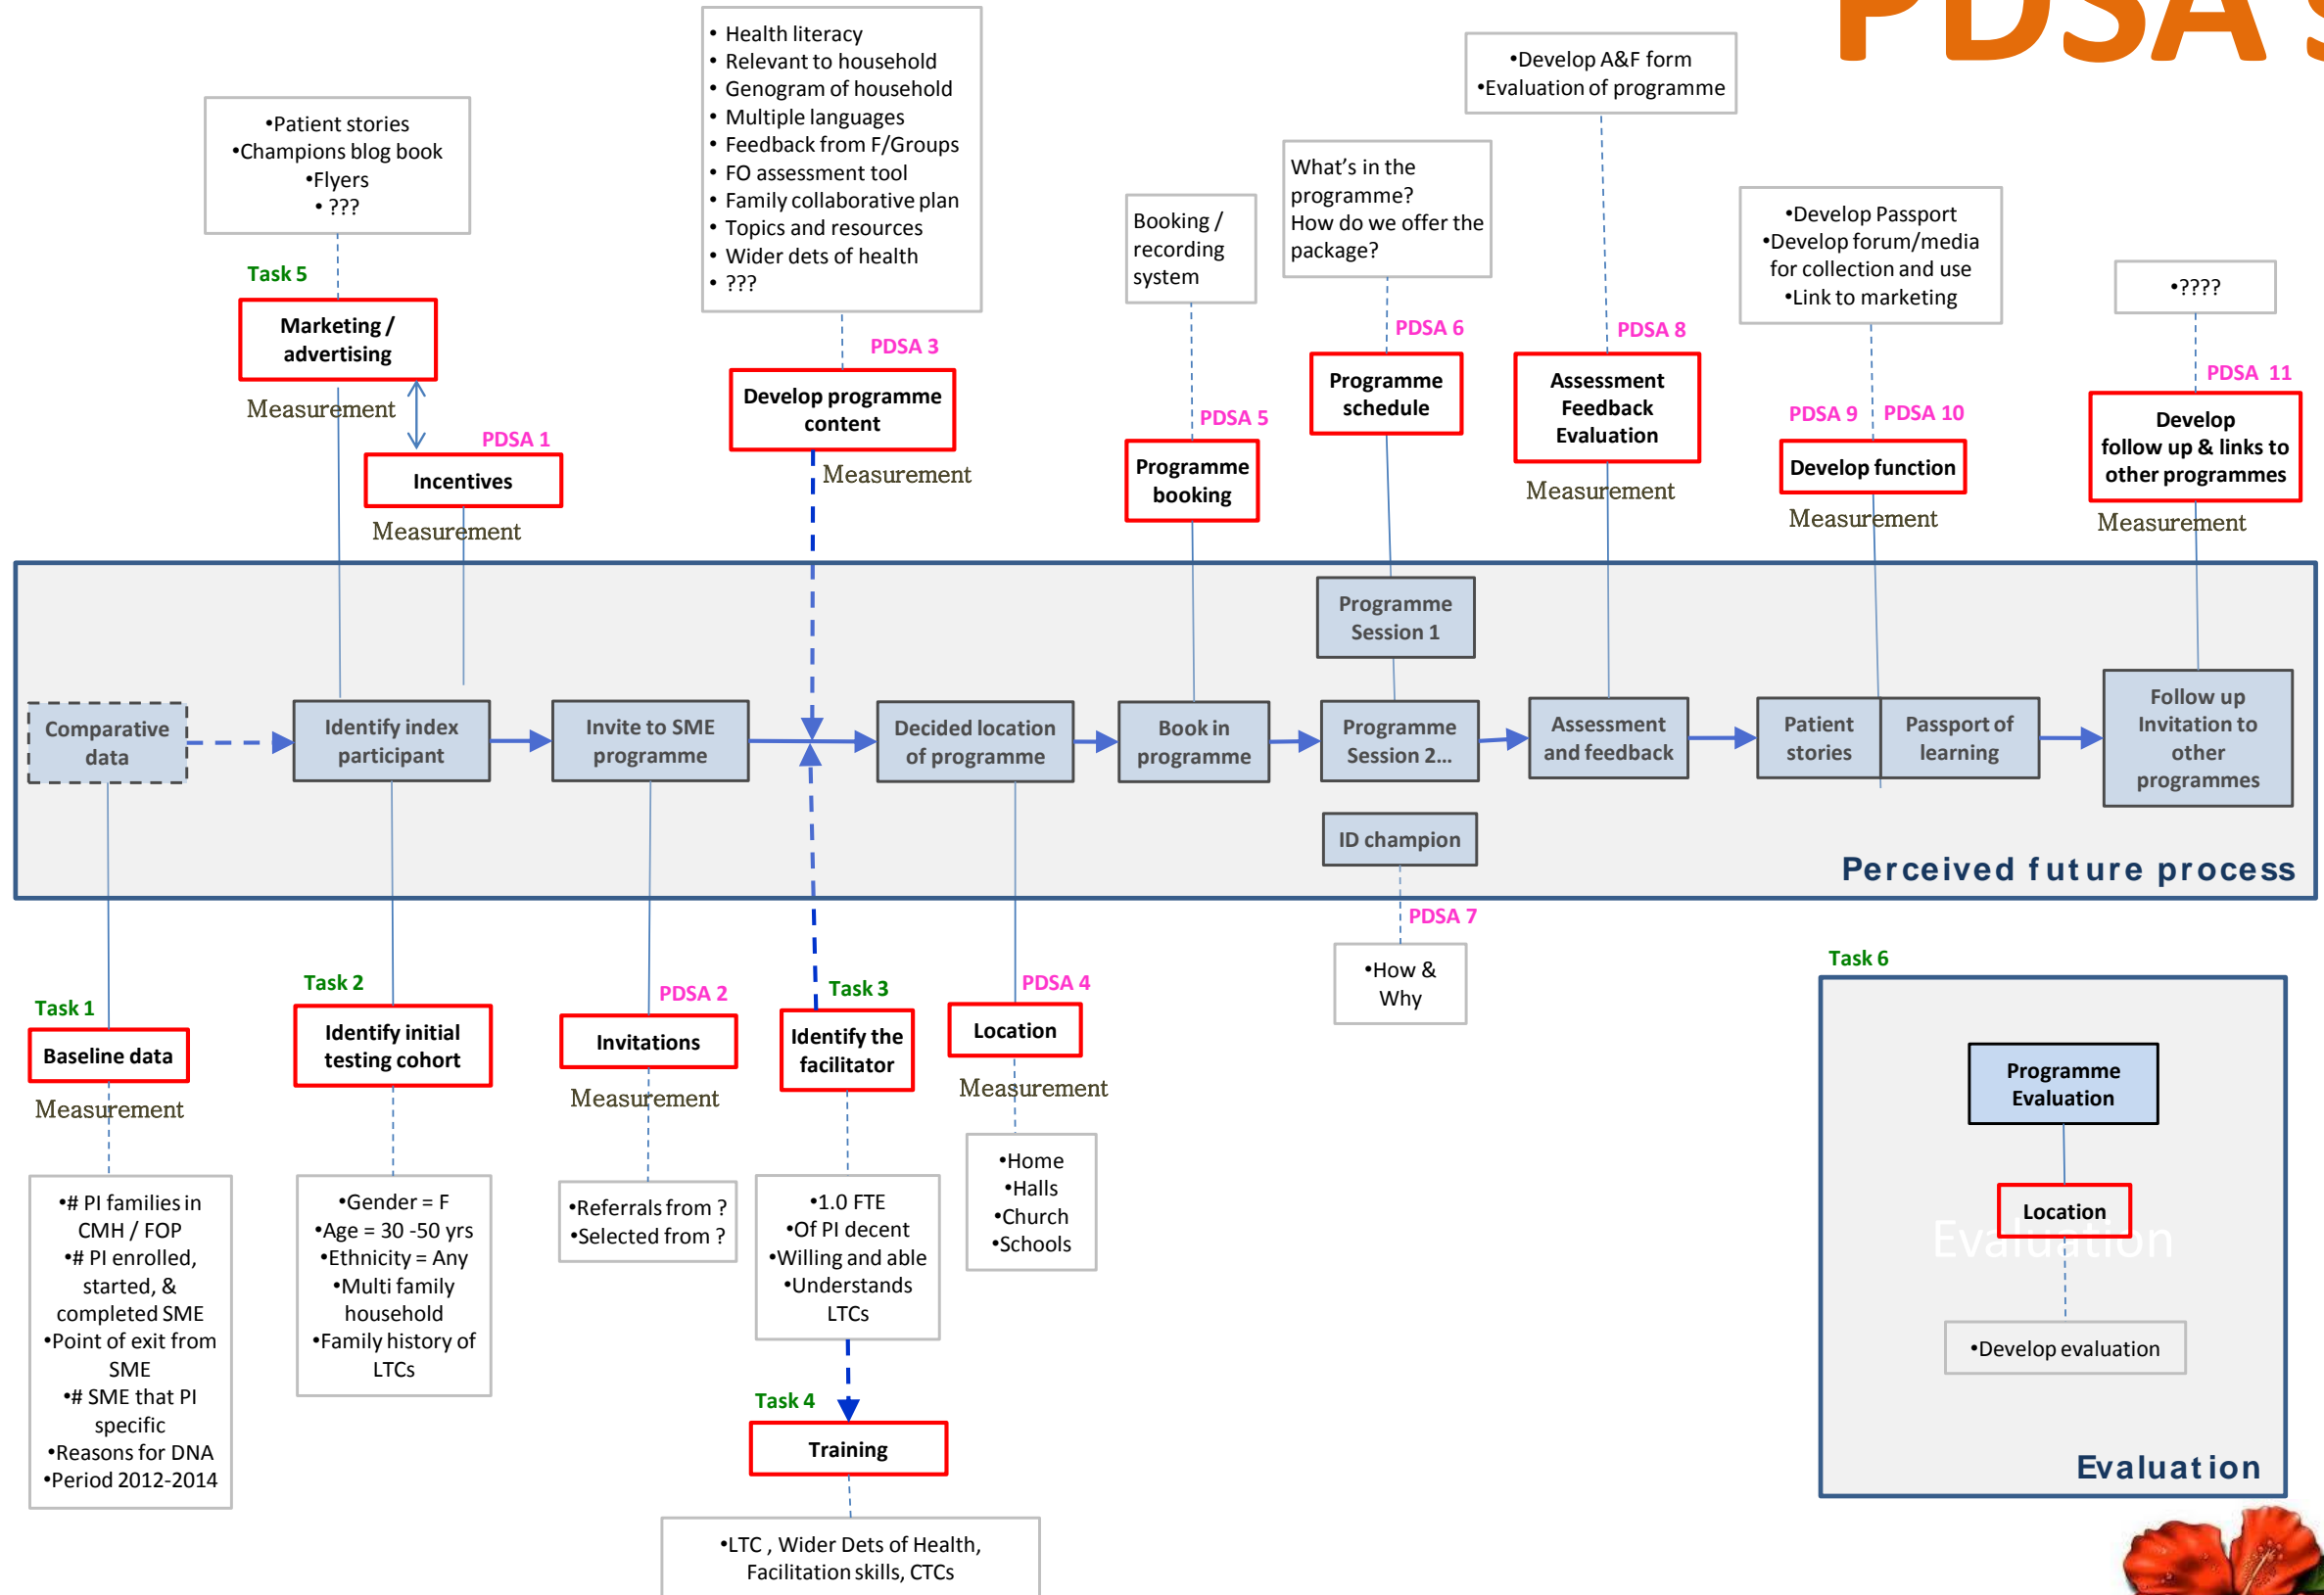 PDSA's
• Health literacy
• Relevant to household
• Genogram of household
• Multiple languages
• Feedback from F/Groups
• FO assessment tool
• Family collaborative plan
• Topics and resources
• Wider dets of health
• ???
•Develop A&F form
•Evaluation of programme
•Patient stories
•Champions blog book
•Flyers
• ???
What's in the
programme?
How do we offer the
package?
Booking /
recording
system
•Develop Passport
•Develop forum/media
for collection and use
•Link to marketing
•????
Task 5
Marketing /
advertising
Measurement
PDSA 1
Incentives
Measurement
PDSA 3
Develop programme
content
Measurement
PDSA 5
Programme
booking
PDSA 6
Programme
schedule
PDSA 8
Assessment
Feedback
Evaluation
Measurement
PDSA 9
PDSA 10
Develop function
Measurement
PDSA 11
Develop
follow up & links to
other programmes
Measurement
Programme
Session 1
Comparative
data
Identify index
participant
Invite to SME
programme
Decided location
of programme
Book in
programme
Programme
Session 2...
Assessment
and feedback
Patient
stories
Passport of
learning
Follow up
Invitation to
other
programmes
ID champion
Perceived future process
PDSA 7
•How &
Why
Task 1
Baseline data
Measurement
•# PI families in
CMH / FOP
•# PI enrolled,
started, &
completed SME
•Point of exit from
SME
•# SME that PI
specific
•Reasons for DNA
•Period 2012-2014
Task 2
Identify initial
testing cohort
•Gender = F
•Age = 30 -50 yrs
•Ethnicity = Any
•Multi family
household
•Family history of
LTCs
PDSA 2
Invitations
Measurement
•Referrals from ?
•Selected from ?
Task 3
Identify the
facilitator
•1.0 FTE
•Of PI decent
•Willing and able
•Understands
LTCs
Task 4
Training
•LTC , Wider Dets of Health,
Facilitation skills, CTCs
PDSA 4
Location
Measurement
•Home
•Halls
•Church
•Schools
Task 6
Programme
Evaluation
Location
Evaluation
•Develop evaluation
Evaluation